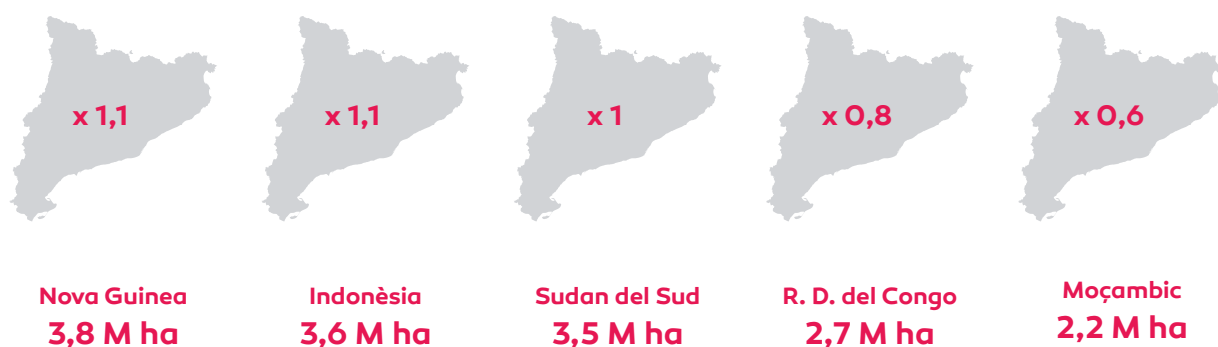 x 1,1
x 1,1
x 1
x 0,8
x 0,6
Nova Guinea
3,8 M ha
Indonèsia
3,6 M ha
Sudan del Sud
3,5 M ha
R. D. del Congo
2,7 M ha
Moçambic
2,2 M ha